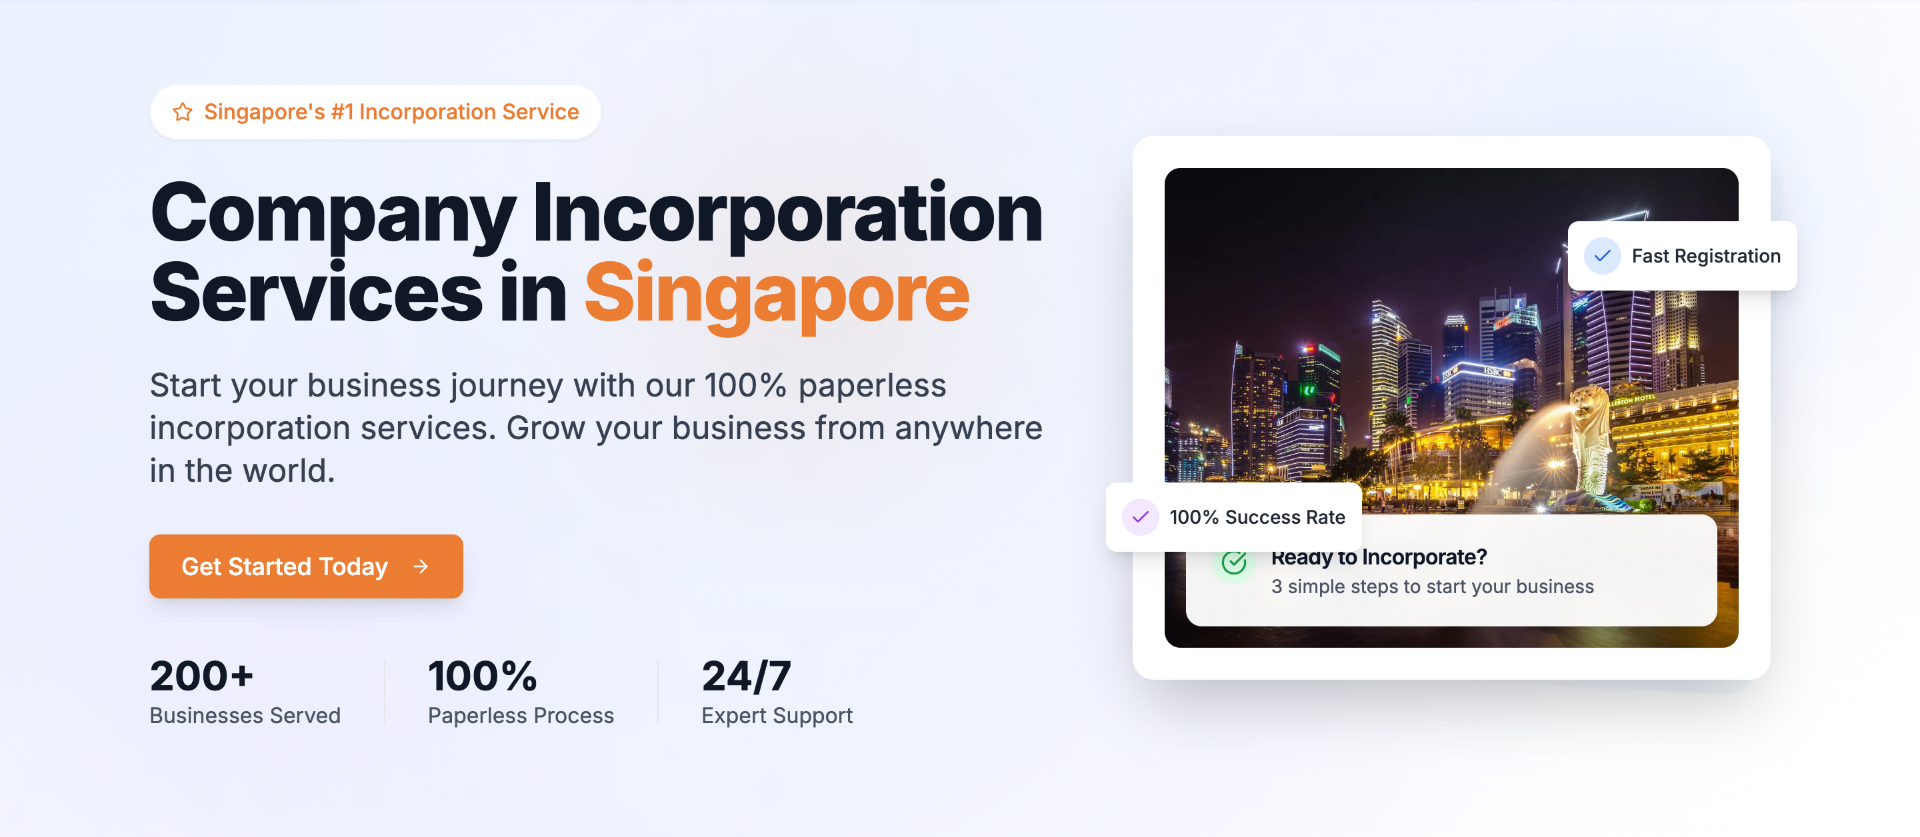 Singapore's #1 Incorporation Service
Company Incorporation
Services in Singapore
Start your business journey with our 100% paperless
incorporation services. Grow your business from anywhere
in the world.
Get Started Today
200+
Businesses Served
100%
Paperless Process
24/7
Expert Support
Fast Registration
HSBC
100% Success Rate
Ready to Incorporate?
3 simple steps to start your business